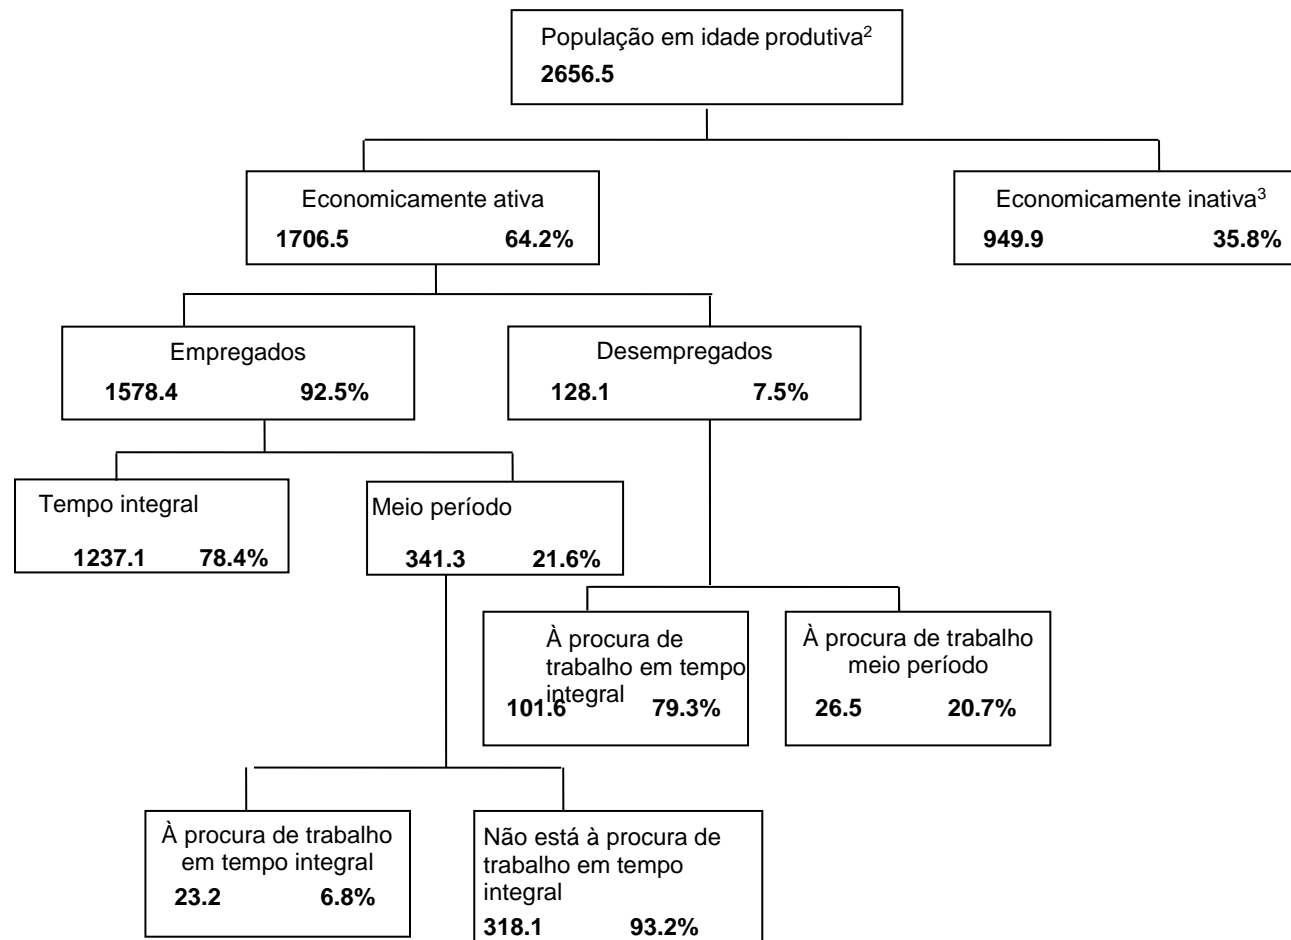 População em idade produtiva²
2656.5
Economicamente ativa
1706.5 64.2%
Economicamente inativa³
949.9 35.8%
Empregados
1578.4 92.5%
Desempregados
128.1 7.5%
Tempo integral
1237.1 78.4%
Meio período
341.3 21.6%
À procura de
trabalho em tempo
integral
101.6 79.3%
À procura de trabalho
meio período
26.5 20.7%
À procura de trabalho
em tempo integral
23.2 6.8%
Não está à procura de
trabalho em tempo
integral
318.1 93.2%